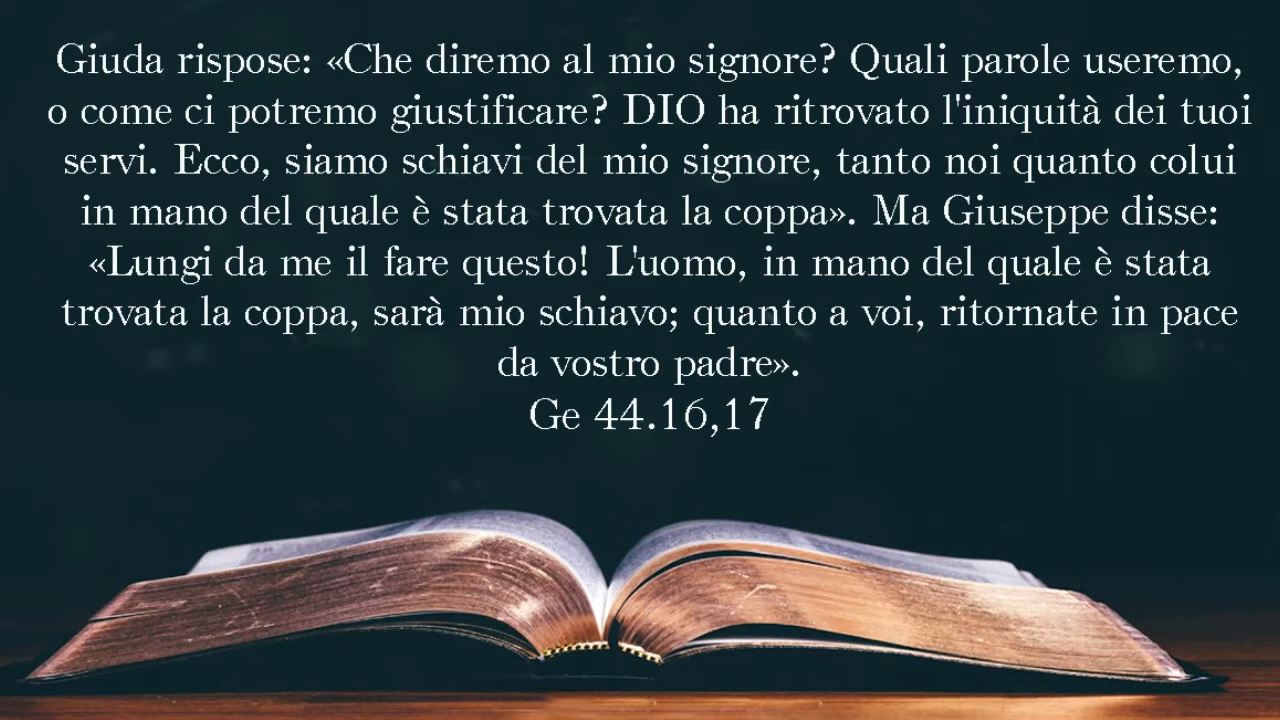 Giuda rispose: «Che diremo al mio signore? Quali parole useremo,
o come ci potremo giustificare? DIO ha ritrovato l'iniquità dei tuoi
servi. Ecco, siamo schiavi del mio signore, tanto noi quanto colui
in mano del quale è stata trovata la coppa». Ma Giuseppe disse:
«Lungi da me il fare questo! L'uomo, in mano del quale è stata
trovata la coppa, sarà mio schiavo; quanto a voi, ritornate in pace
da vostro padre».
Ge 44.16,17